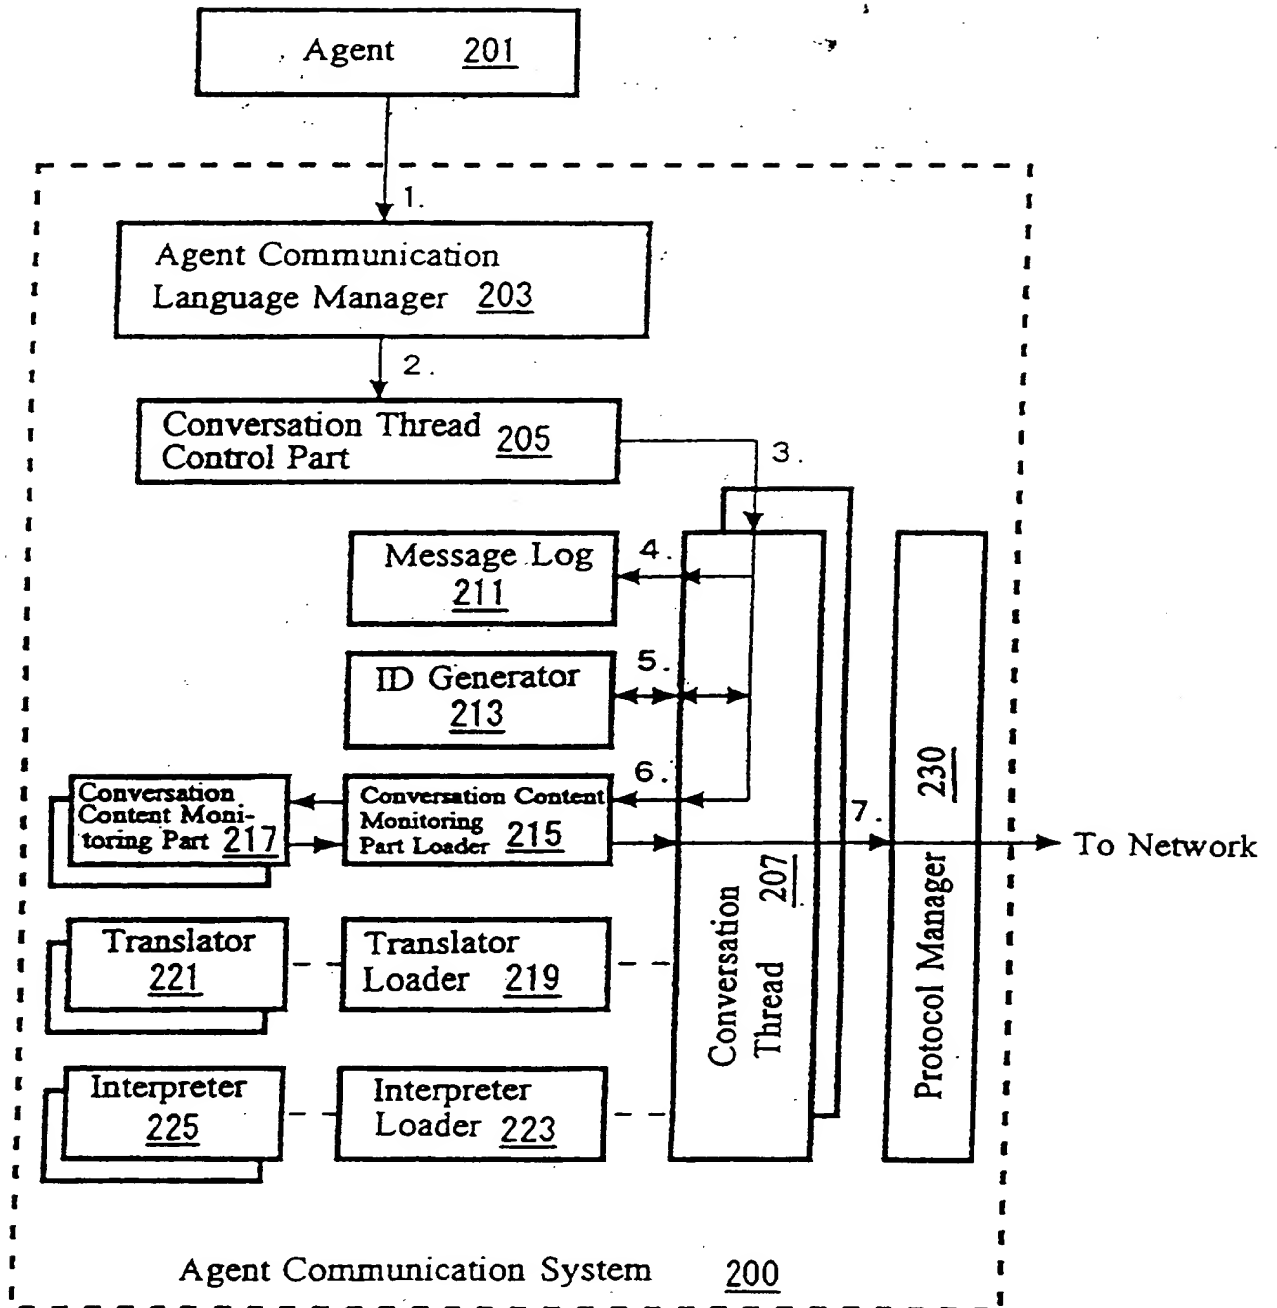 Agent 201
1.
Agent Communication
Language Manager 203
2.
Conversation Thread
Control Part 205
3.
Message Log
211
4.
ID Generator
213
5.
6.
Conversation
Content Moni-
toring Part 217
Conversation Content
Monitoring
Part Loader 215
7.
To Network
Translator
221
Translator
Loader 219
Interpreter
225
Interpreter
Loader 223
Conversation
Thread 207
Protocol Manager 230
Agent Communication System 200